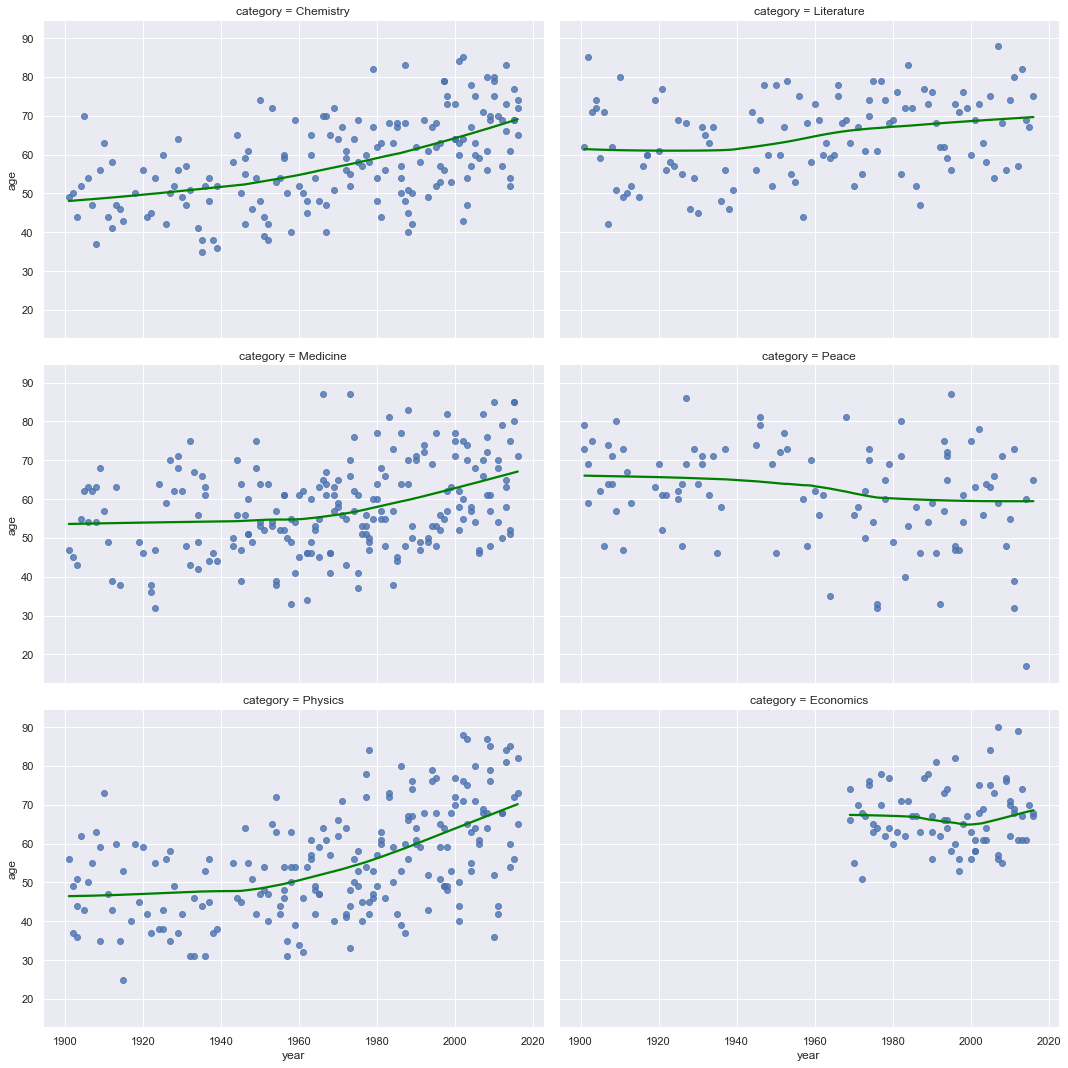 category = Chemistry
category = Literature
90
80
70
60
50
40
30
20
age
category = Medicine
category = Peace
90
80
70
60
50
40
30
20
age
category = Physics
category = Economics
90
80
70
60
50
40
30
20
age
1900 1920 1940 1960 1980 2000 2020
year
1900 1920 1940 1960 1980 2000 2020
year